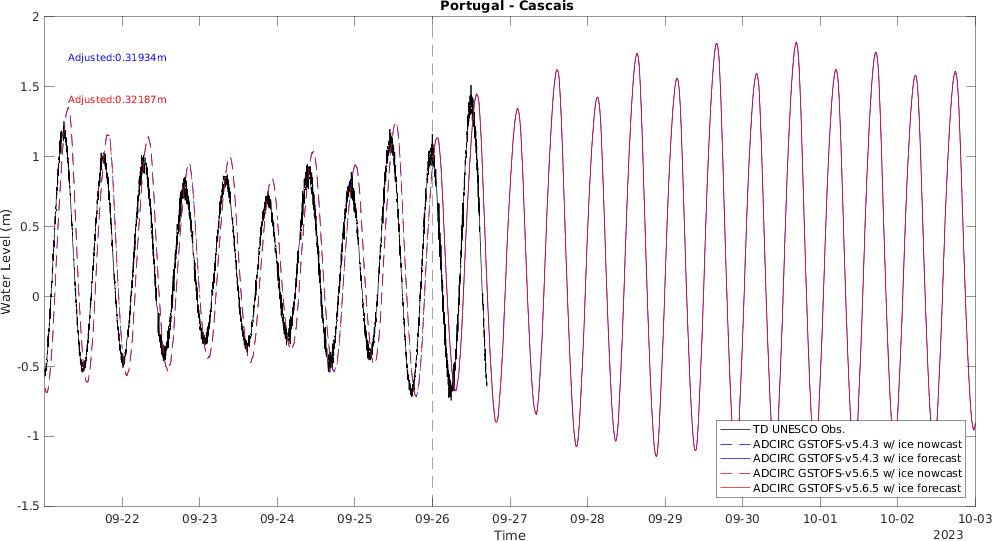 Portugal - Cascais
2
1.5
1
0.5
0
-0.5
-1
-1.5
Water Level (m)
Adjusted:0.31934m
Adjusted:0.32187m
TD UNESCO Obs.
ADCIRC GSTOFS-v5.4.3 w/ ice nowcast
ADCIRC GSTOFS-v5.4.3 w/ ice forecast
ADCIRC GSTOFS-v5.6.5 w/ ice nowcast
ADCIRC GSTOFS-v5.6.5 w/ ice forecast
09-22 09-23 09-24 09-25 09-26 09-27 09-28 09-29 09-30 10-01 10-02 10-03
Time
2023